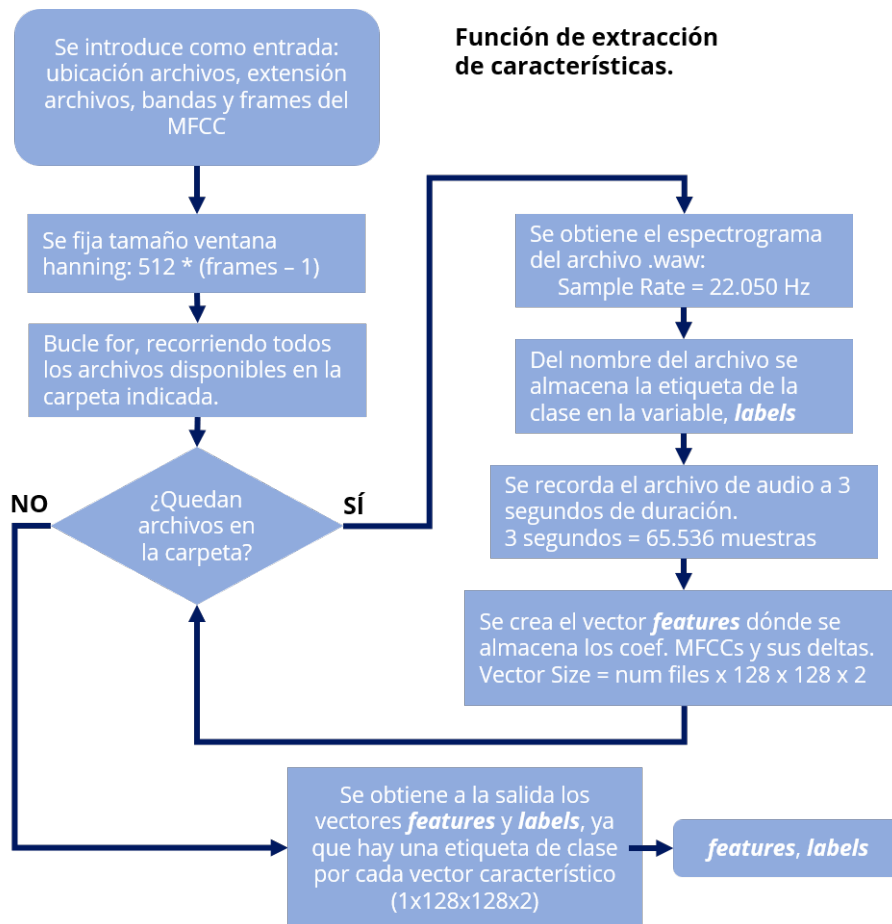 Función de extracción
de características.
Se introduce como entrada:
ubicación archivos, extensión
archivos, bandas y frames del
MFCC
Se fija tamaño ventana
hanning: 512 * (frames – 1)
Bucle for, recorriendo todos
los archivos disponibles en la
carpeta indicada.
¿Quedan
archivos en
la carpeta?
NO
SÍ
Se obtiene el espectrograma
del archivo .waw:
Sample Rate = 22.050 Hz
Del nombre del archivo se
almacena la etiqueta de la
clase en la variable, labels
Se recorda el archivo de audio a 3
segundos de duración.
3 segundos = 65.536 muestras
Se crea el vector features dónde se
almacena los coef. MFCCs y sus deltas.
Vector Size = num files x 128 x 128 x 2
Se obtiene a la salida los
vectores features y labels, ya
que hay una etiqueta de clase
por cada vector característico
(1x128x128x2)
features, labels